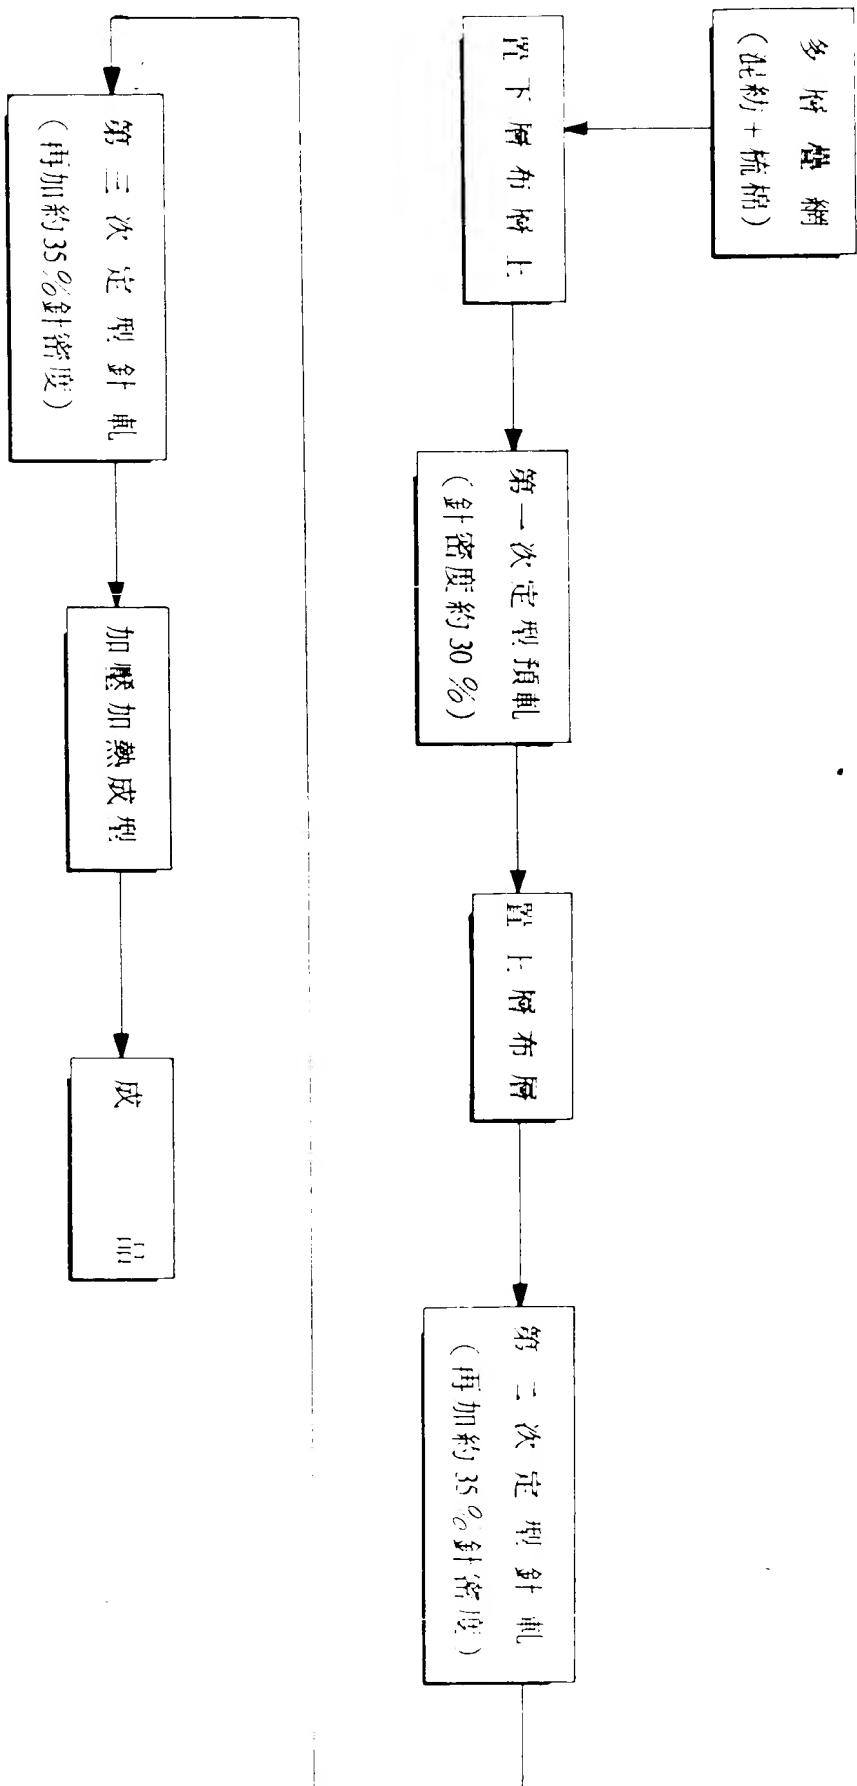 多層疊網
(混紡+梳棉)
置下層布層上
第一次定型預軋
(針密度約30%)
置上層布層
第二次定型針軋
(再加約35%針密度)
第三次定型針軋
(再加約35%針密度)
加壓加熱成型
成品